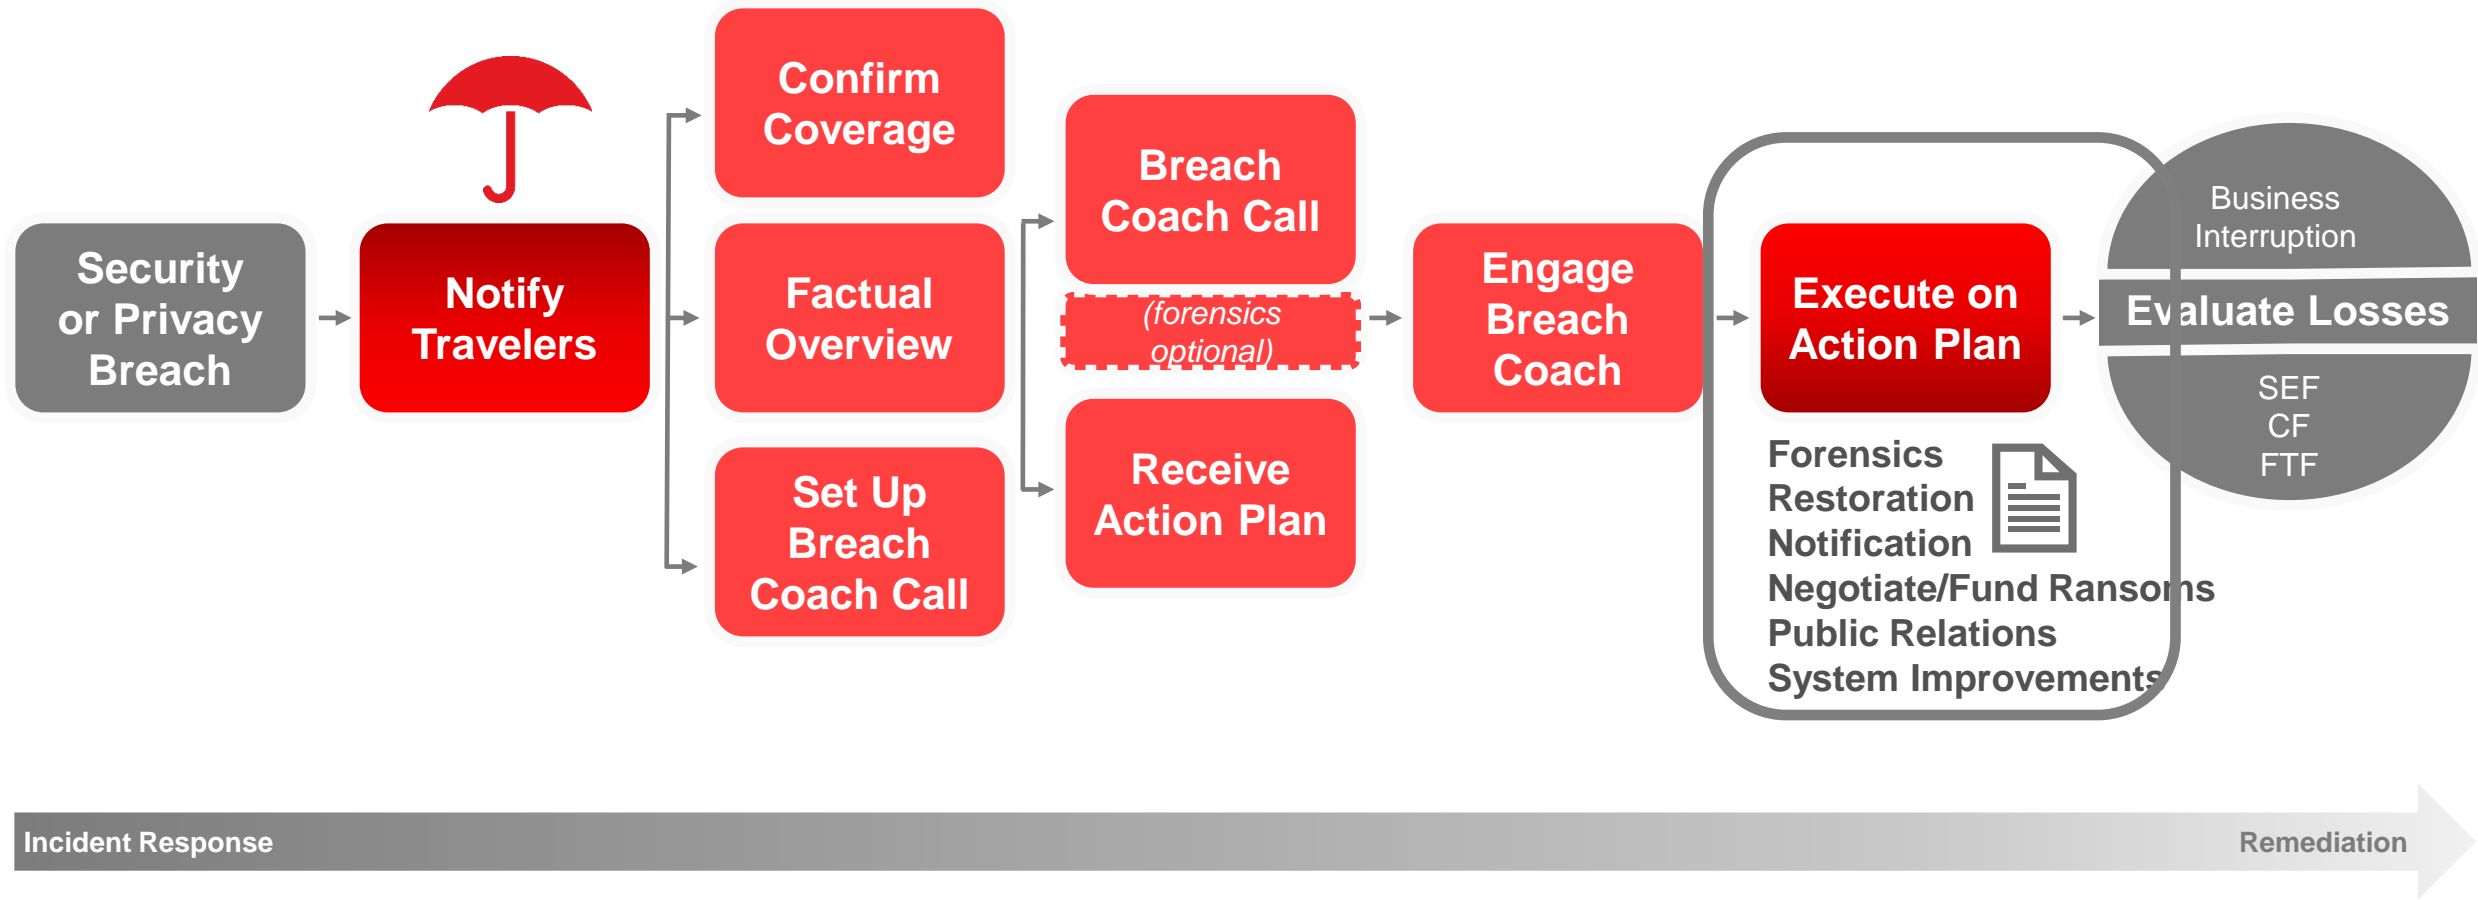 Security
or Privacy
Breach
Notify
Travelers
Confirm
Coverage
Factual
Overview
Set Up
Breach
Coach Call
Breach
Coach Call
(forensics
optional)
Receive
Action Plan
Engage
Breach
Coach
Execute on
Action Plan
Forensics
Restoration
Notification
Negotiate/Fund Ransoms
Public Relations
System Improvements
Business
Interruption
Evaluate Losses
SEF
CF
FTF
Incident Response
Remediation